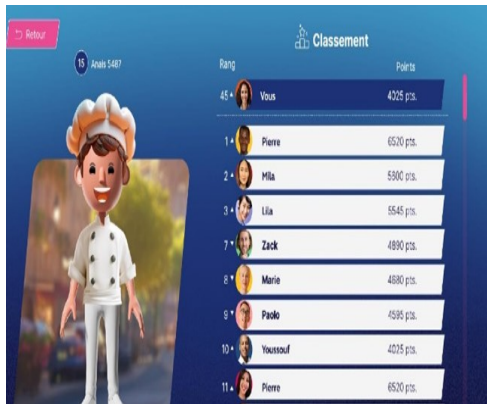 Retour
Classement
15 Anais 5487
Rang Points
45 Vous 4025 pts.
1 Pierre 6520 pts.
2 Mila 5800 pts.
3 Lila 5545 pts.
7 Zack 4890 pts.
8 Marie 4680 pts.
9 Paolo 4595 pts.
10 Youssouf 4025 pts.
11 Pierre 6520 pts.